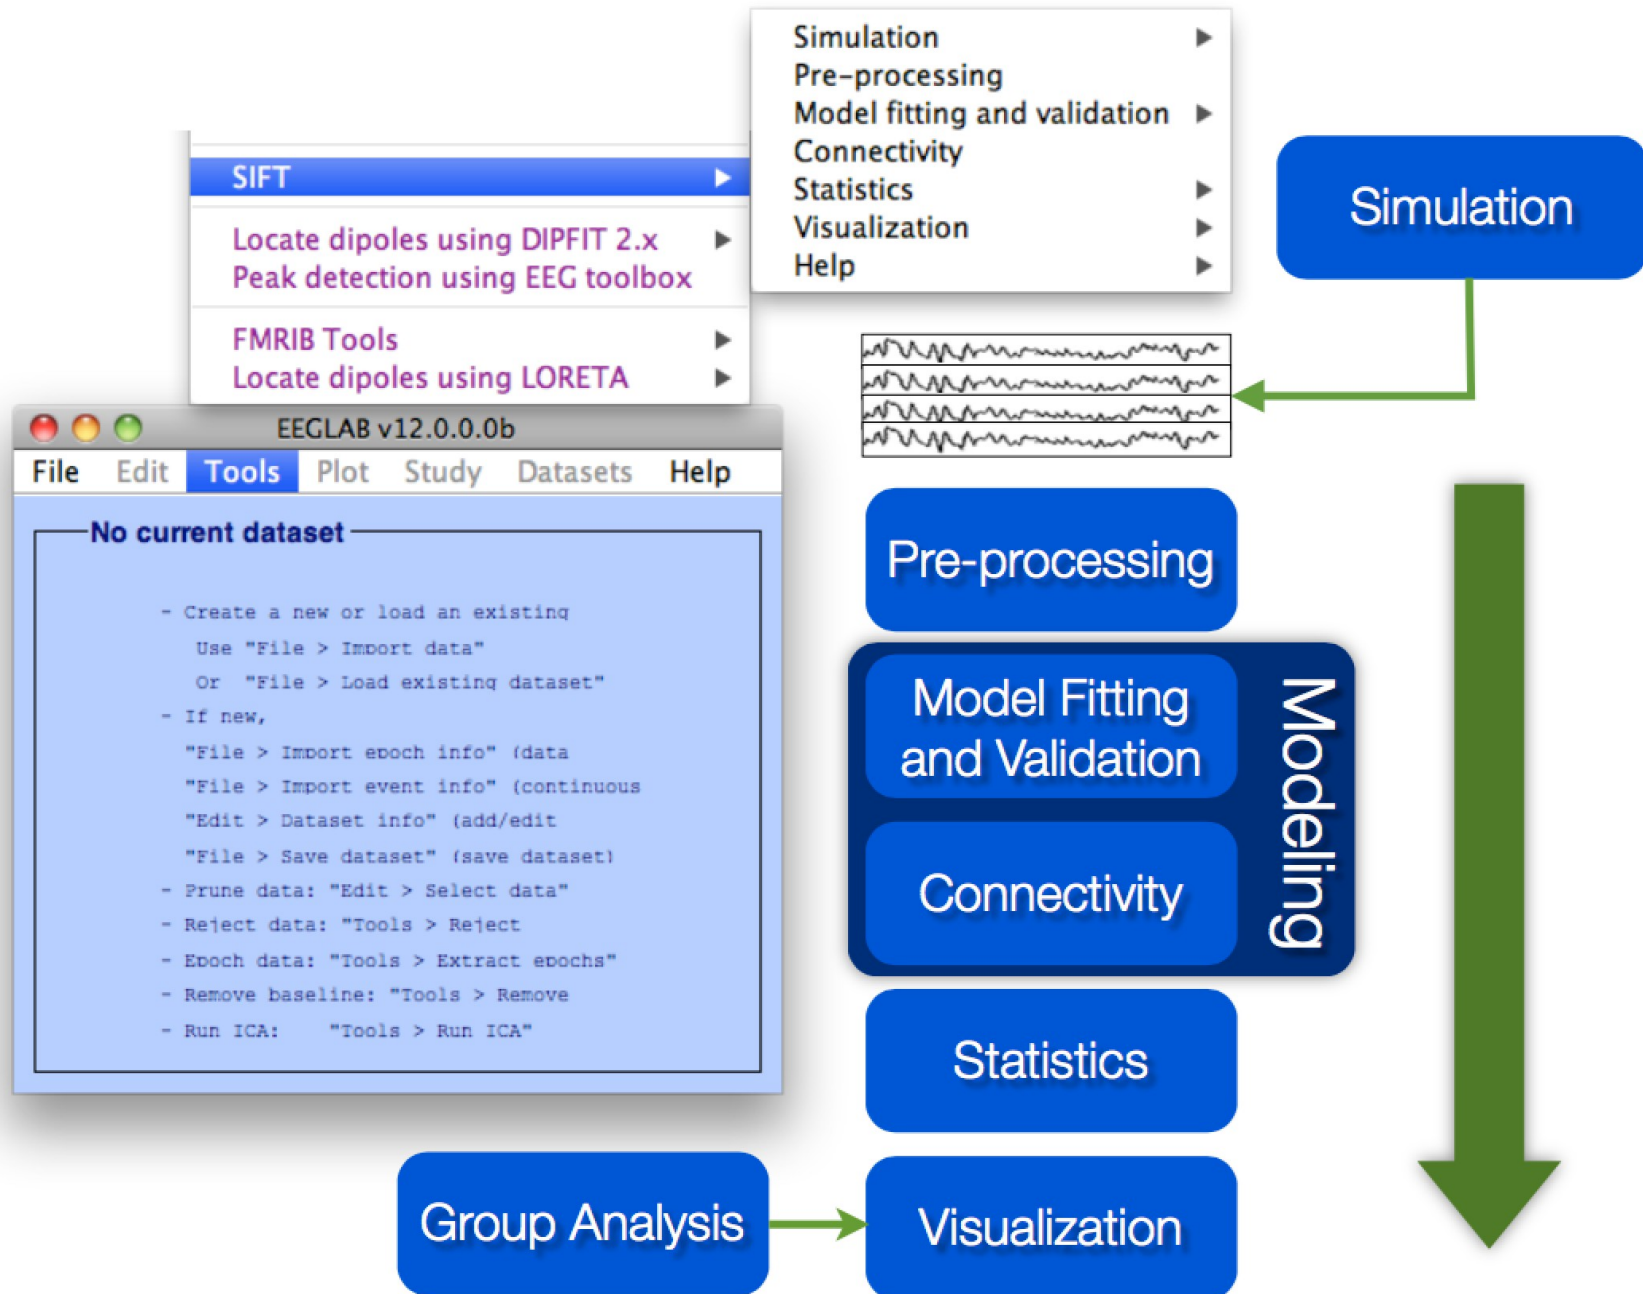 Simulation
Pre-processing
Model fitting and validation
Connectivity
Statistics
Visualization
Help
SIFT
Locate dipoles using DIPFIT 2.x
Peak detection using EEG toolbox
FMRIB Tools
Locate dipoles using LORETA
EEGLAB v12.0.0.0b
File Edit Tools Plot Study Datasets Help
No current dataset
- Create a new or load an existing
Use "File > Import data"
Or "File > Load existing dataset"
- If new,
"File > Import epoch info" (data
"File > Import event info" (continuous
"Edit > Dataset info" (add/edit
"File > Save dataset" (save dataset)
- Prune data: "Edit > Select data"
- Reject data: "Tools > Reject
- Epoch data: "Tools > Extract epochs"
- Remove baseline: "Tools > Remove
- Run ICA: "Tools > Run ICA"
Simulation
Pre-processing
Model Fitting
and Validation
Connectivity
Modeling
Statistics
Group Analysis
Visualization